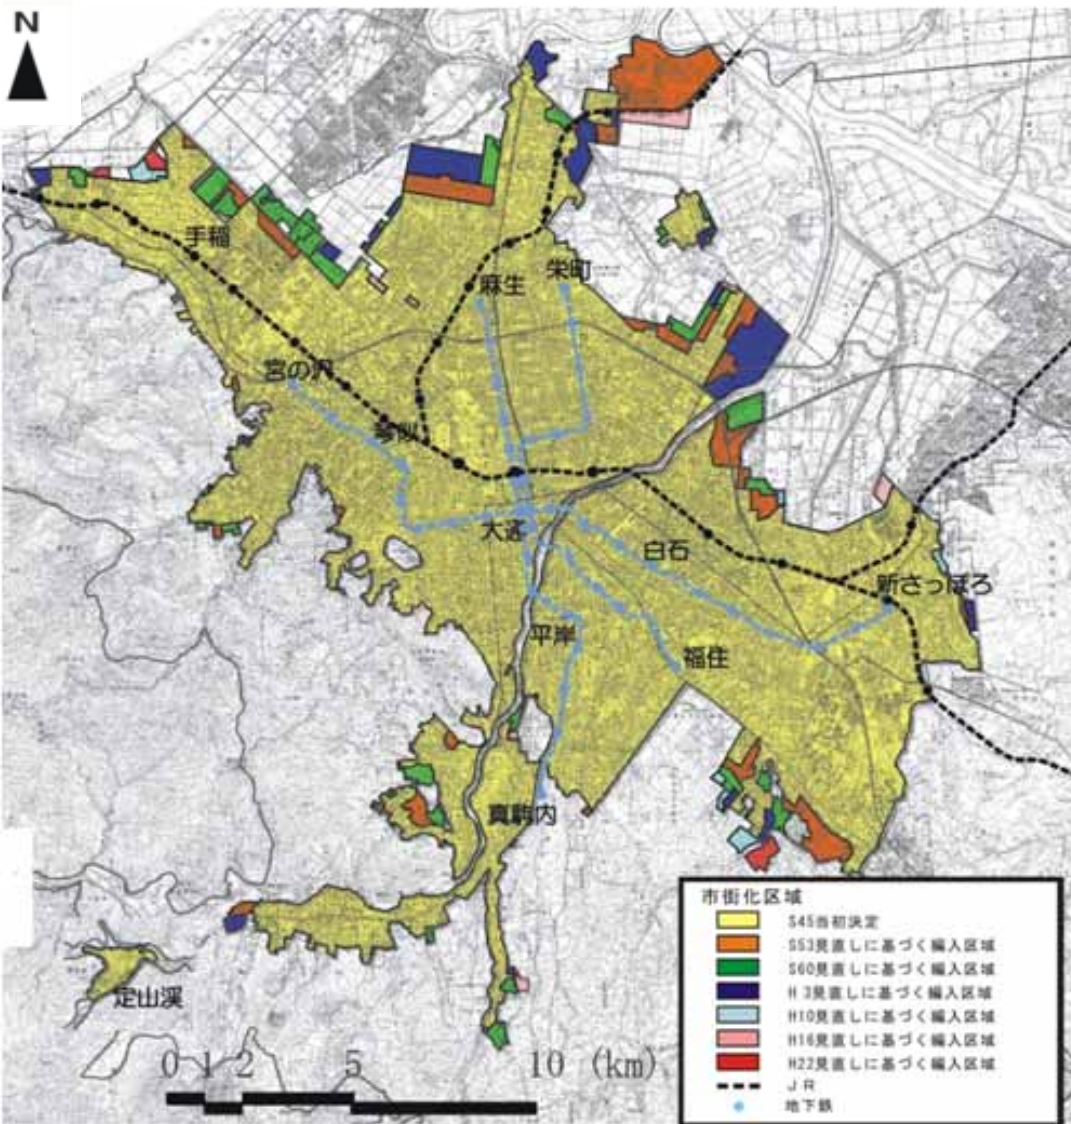 N
手稲
麻生
栄町
宮の沢
琴似
大通
白石
新さっぽろ
平岸
福住
真駒内
定山渓
0 1 2 5 10 (km)
市街化区域
S45当初決定
S53見直しに基づく編入区域
S60見直しに基づく編入区域
H 3見直しに基づく編入区域
H10見直しに基づく編入区域
H16見直しに基づく編入区域
H22見直しに基づく編入区域
ＪＲ
地下鉄